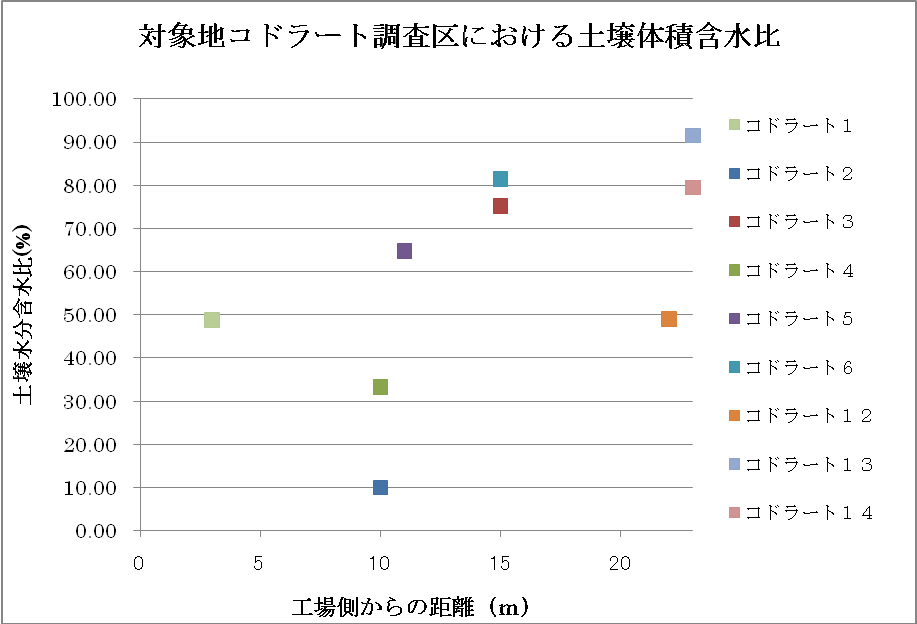 対象地コドラート調査区における土壌体積含水比
土壌水分含水比(%)
100.00
90.00
80.00
70.00
60.00
50.00
40.00
30.00
20.00
10.00
0.00
0 5 10 15 20
工場側からの距離（m）
コドラート１
コドラート２
コドラート３
コドラート４
コドラート５
コドラート６
コドラート１２
コドラート１３
コドラート１４